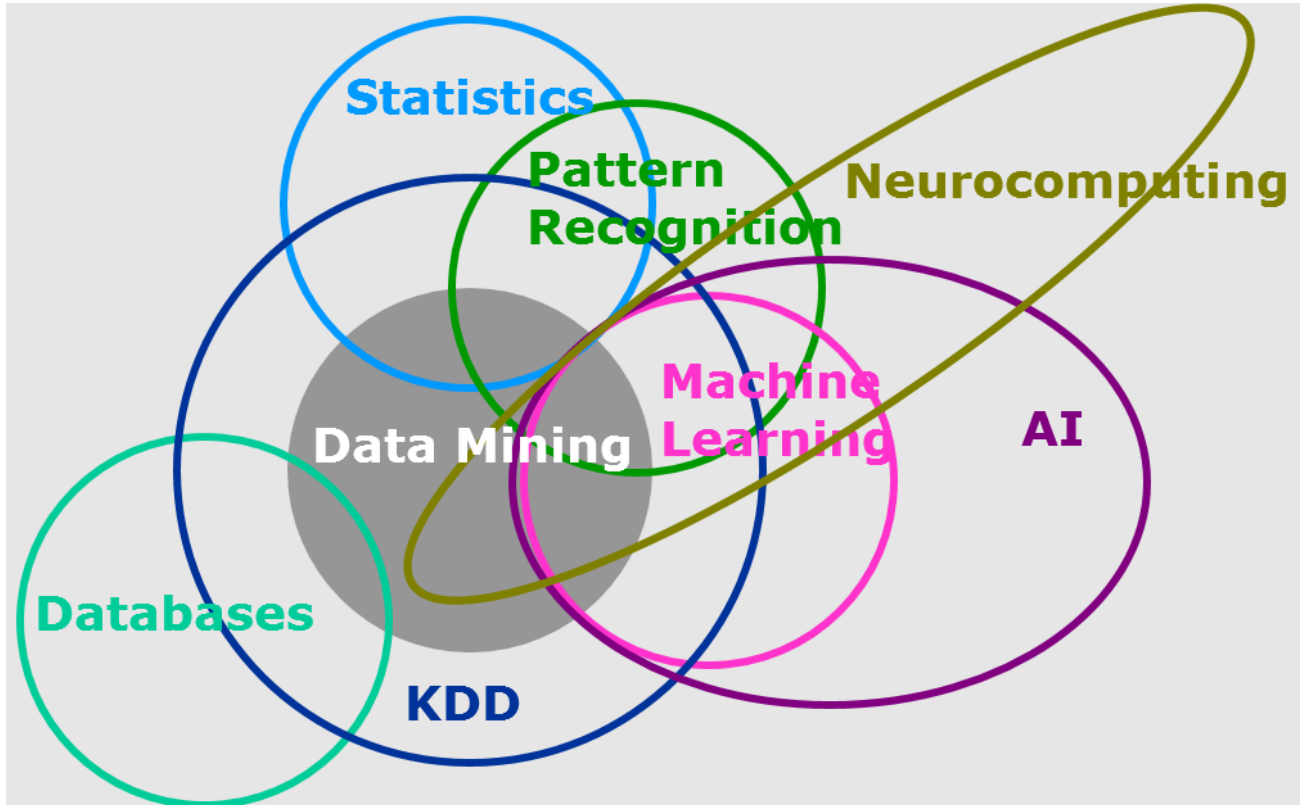 Statistics
Pattern
Recognition
Neurocomputing
Machine
Learning
AI
Data Mining
Databases
KDD